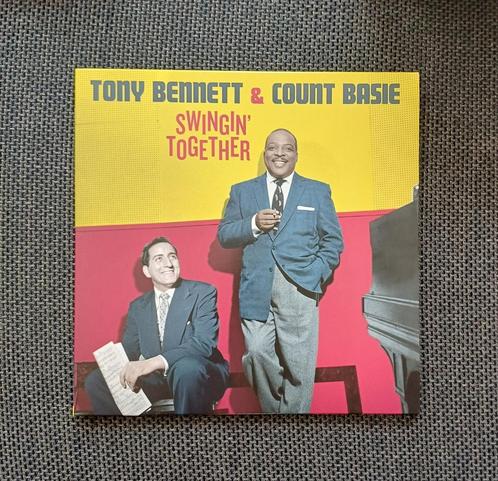 TONY BENNETT & COUNT BASIE
SWINGIN'
TOGETHER